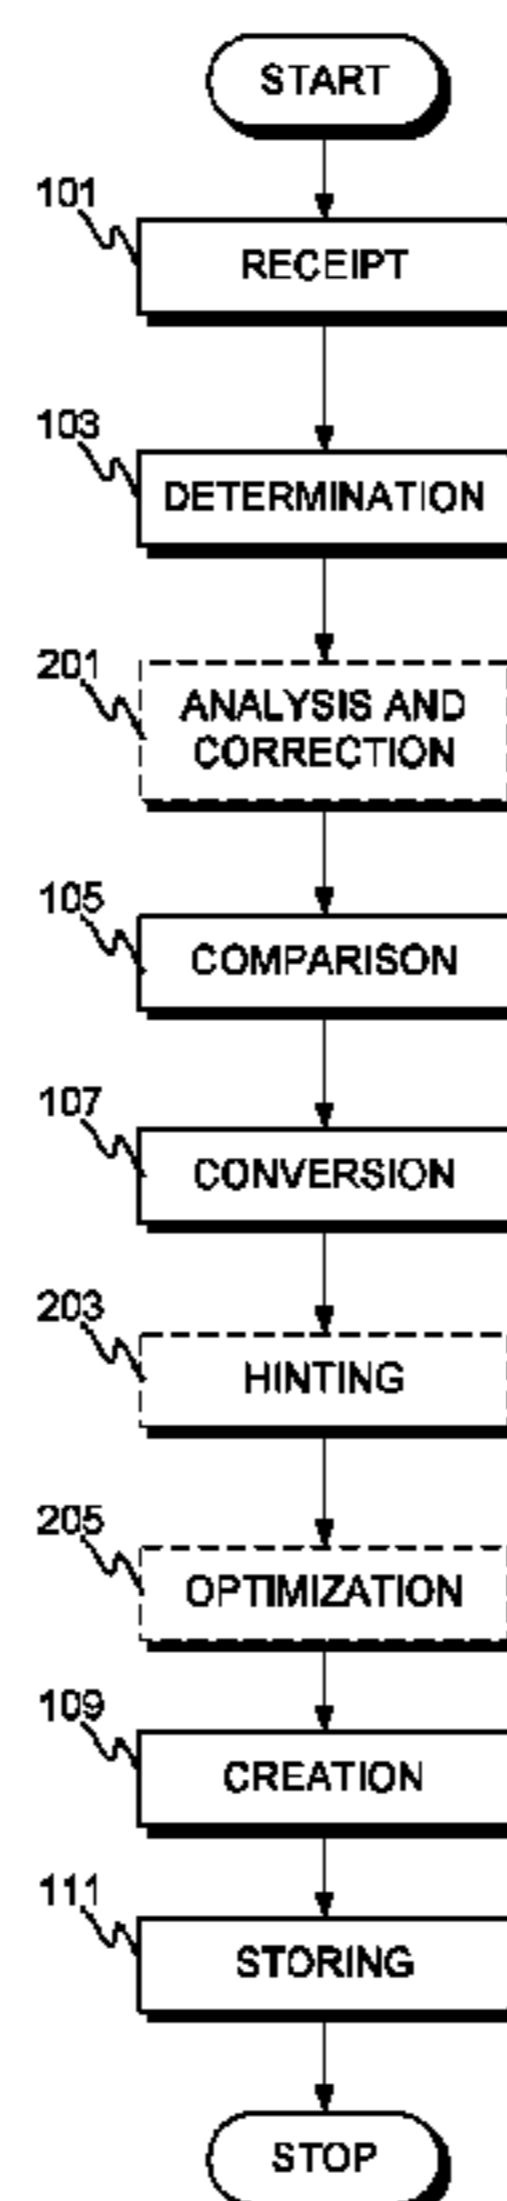 START
101
RECEIPT
103
DETERMINATION
201
ANALYSIS AND
CORRECTION
105
COMPARISON
107
CONVERSION
203
HINTING
205
OPTIMIZATION
109
CREATION
111
STORING
STOP